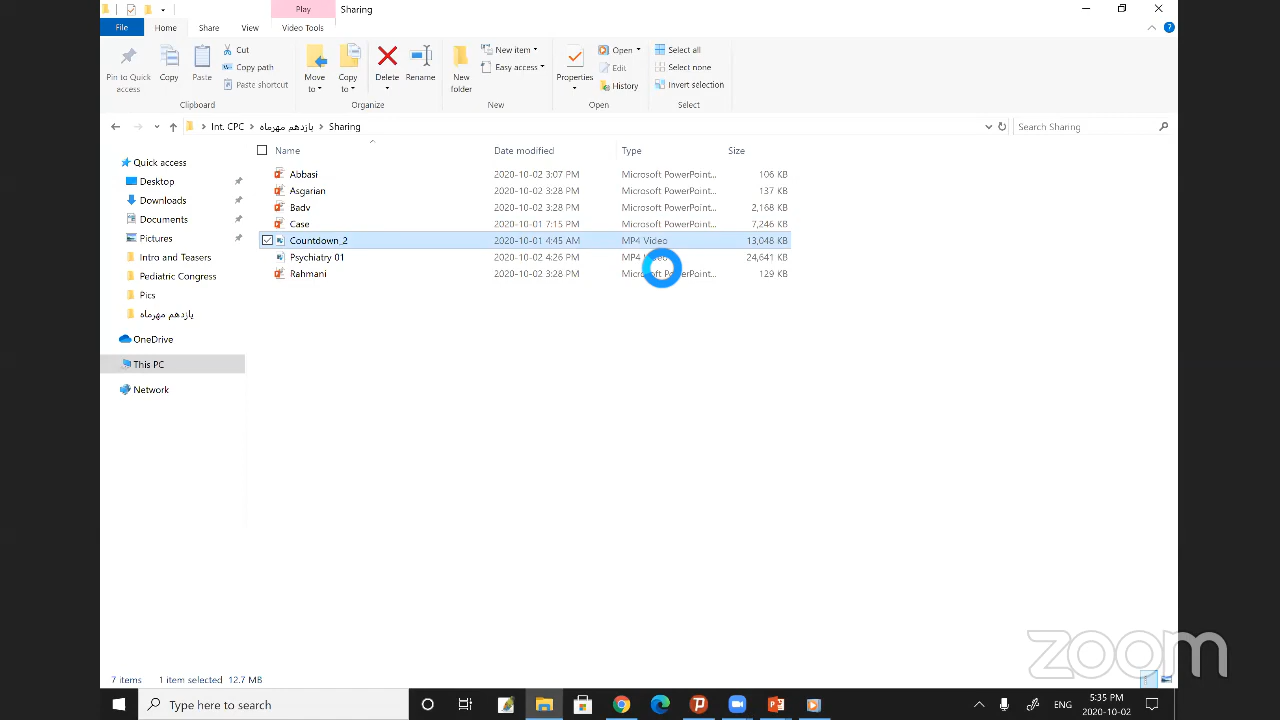 Play Sharing
File Home Share View Video Tools
Pin to Quick access
Copy
Paste
Cut
Copy path
Paste shortcut
Clipboard
Move to
Copy to
Delete
Rename
Organize
New folder
New item
Easy access
New
Properties
Open
Edit
History
Open
Select all
Select none
Invert selection
Select
Int. CPC یازدهم مهرماه Sharing
Search Sharing
Name Date modified Type Size
Abbasi 2020-10-02 3:07 PM Microsoft PowerPoint... 106 KB
Asgarian 2020-10-02 3:28 PM Microsoft PowerPoint... 137 KB
Badv 2020-10-02 3:28 PM Microsoft PowerPoint... 2,168 KB
Case 2020-10-01 7:15 PM Microsoft PowerPoint... 7,246 KB
Countdown_2 2020-10-01 4:45 AM MP4 Video 13,048 KB
Psychiatry 01 2020-10-02 4:26 PM MP4 Video 24,641 KB
Rahmani 2020-10-02 3:28 PM Microsoft PowerPoint... 129 KB
Quick access
Desktop
Downloads
Documents
Pictures
Intro and Teasers
Pediatric Congress
Pics
یازدهم مهرماه
OneDrive
This PC
Network
zoom
7 items 1 item selected 12.7 MB
Type here to search
ENG
5:35 PM
2020-10-02